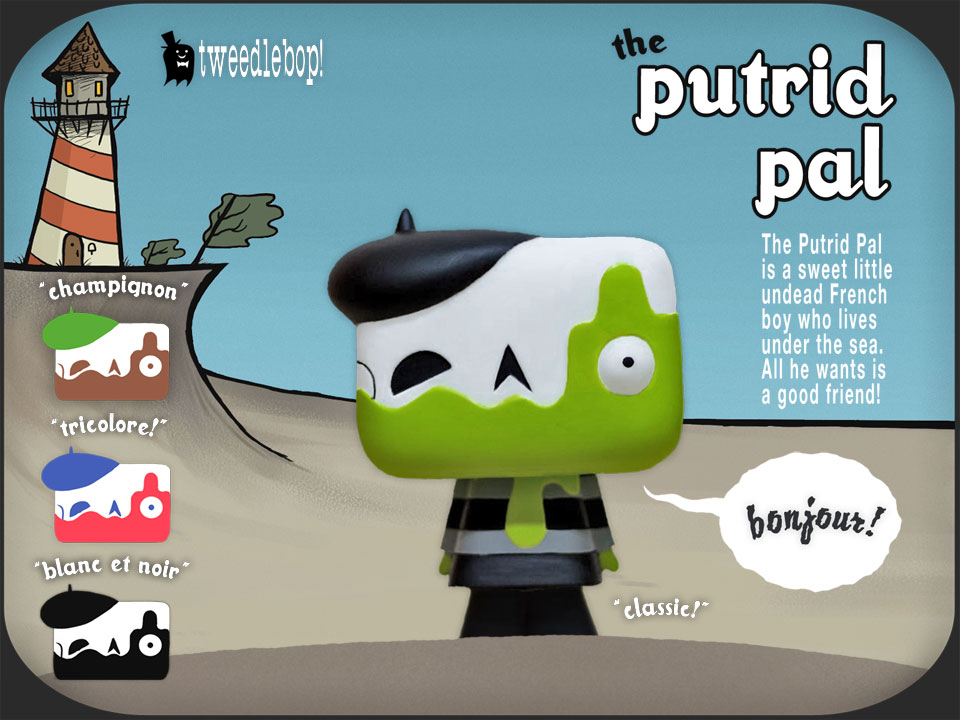 tweedlebop!
the
putrid
pal
The Putrid Pal
is a sweet little
undead French
boy who lives
under the sea.
All he wants is
a good friend!
"champignon"
"tricolore!"
"blanc et noir"
bonjour!
"classic!"